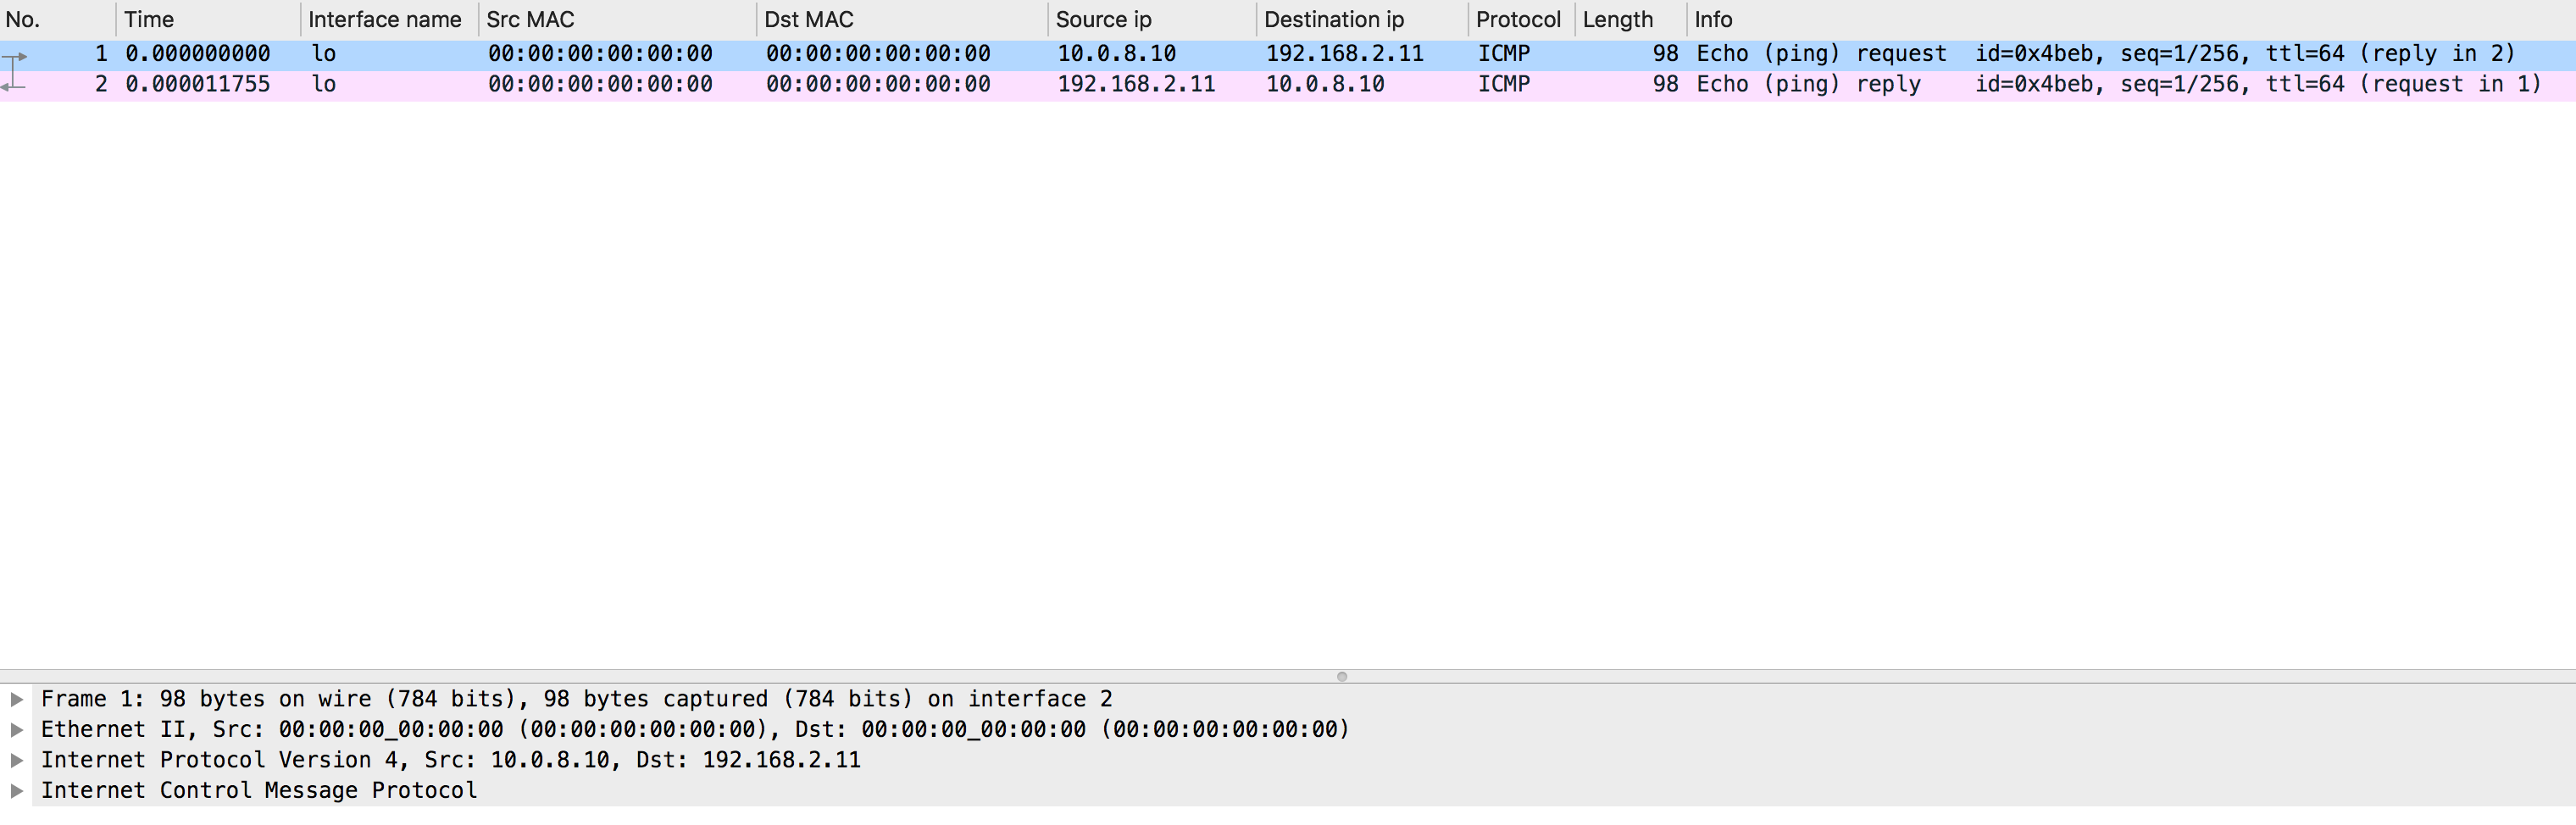 No. Time Interface name Src MAC Dst MAC Source ip Destination ip Protocol Length Info
1 0.000000000 lo 00:00:00:00:00:00 00:00:00:00:00:00 10.0.8.10 192.168.2.11 ICMP 98 Echo (ping) request id=0x4beb, seq=1/256, ttl=64 (reply in 2)
2 0.000011755 lo 00:00:00:00:00:00 00:00:00:00:00:00 192.168.2.11 10.0.8.10 ICMP 98 Echo (ping) reply id=0x4beb, seq=1/256, ttl=64 (request in 1)
Frame 1: 98 bytes on wire (784 bits), 98 bytes captured (784 bits) on interface 2
Ethernet II, Src: 00:00:00_00:00:00 (00:00:00:00:00:00), Dst: 00:00:00_00:00:00 (00:00:00:00:00:00)
Internet Protocol Version 4, Src: 10.0.8.10, Dst: 192.168.2.11
Internet Control Message Protocol